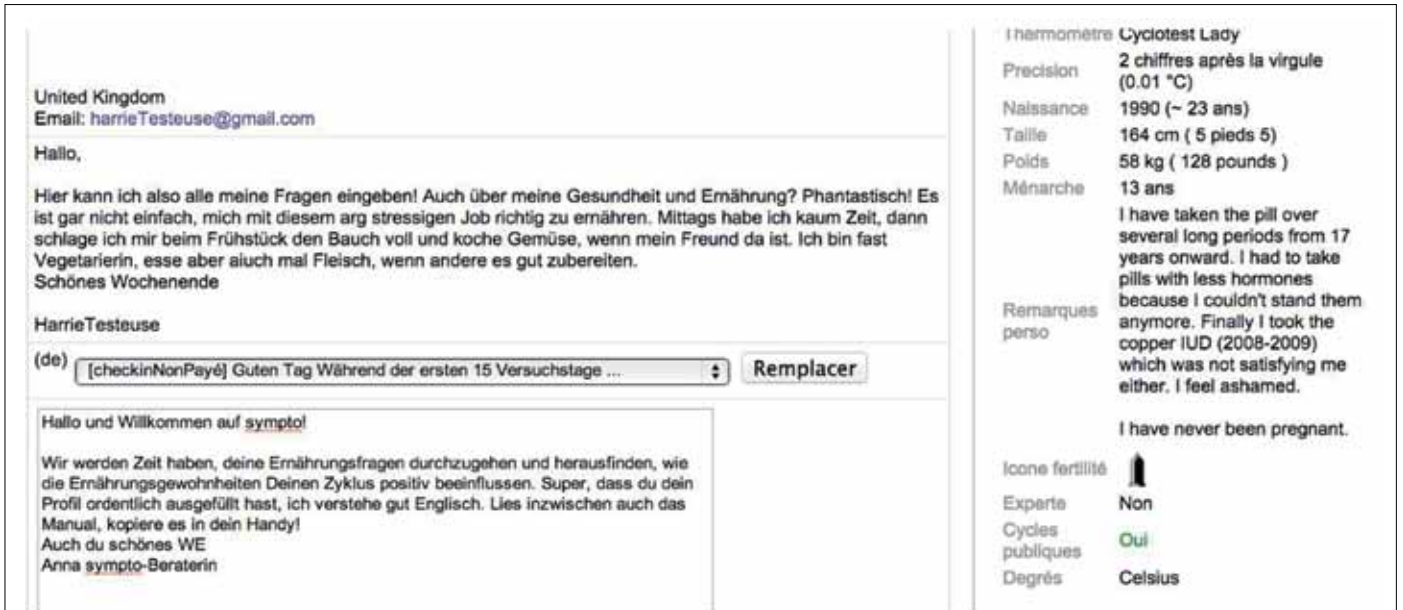 United Kingdom
Email: harrieTesteuse@gmail.com
Hallo,
Hier kann ich also alle meine Fragen eingeben! Auch über meine Gesundheit und Ernährung? Phantastisch! Es
ist gar nicht einfach, mich mit diesem arg stressigen Job richtig zu ernähren. Mittags habe ich kaum Zeit, dann
schlage ich mir beim Frühstück den Bauch voll und koche Gemüse, wenn mein Freund da ist. Ich bin fast
Vegetarierin, esse aber aiuch mal Fleisch, wenn andere es gut zubereiten.
Schönes Wochenende
HarrieTesteuse
(de) [checkinNonPayé] Guten Tag Während der ersten 15 Versuchstage ... Remplacer
Hallo und Willkommen auf sympto!
Wir werden Zeit haben, deine Ernährungsfragen durchzugehen und herausfinden, wie
die Ernährungsgewohnheiten Deinen Zyklus positiv beeinflussen. Super, dass du dein
Profil ordentlich ausgefüllt hast, ich verstehe gut Englisch. Lies inzwischen auch das
Manual, kopiere es in dein Handy!
Auch du schönes WE
Anna sympto-Beraterin
Thermomètre Cyclotest Lady
Precision 2 chiffres après la virgule
(0.01 °C)
Naissance 1990 (~ 23 ans)
Taille 164 cm ( 5 pieds 5)
Poids 58 kg ( 128 pounds )
Ménarche 13 ans
I have taken the pill over
several long periods from 17
years onward. I had to take
pills with less hormones
because I couldn't stand them
Remarques perso
anymore. Finally I took the
copper IUD (2008-2009)
which was not satisfying me
either. I feel ashamed.
I have never been pregnant.
Icone fertilité
Experte Non
Cycles
publiques Oui
Degrés Celsius